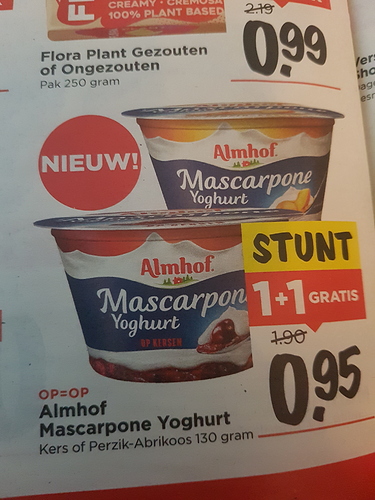 CREAMY • CREMOSA
100% PLANT BASED
2.19
0.99
Flora Plant Gezouten
of Ongezouten
Pak 250 gram
NIEUW!
Almhof
Mascarpone
Yoghurt
Almhof
Mascarpon
Yoghurt
OP KERSEN
STUNT
1+1 GRATIS
1.90
0.95
OP=OP
Almhof
Mascarpone Yoghurt
Kers of Perzik-Abrikoos 130 gram